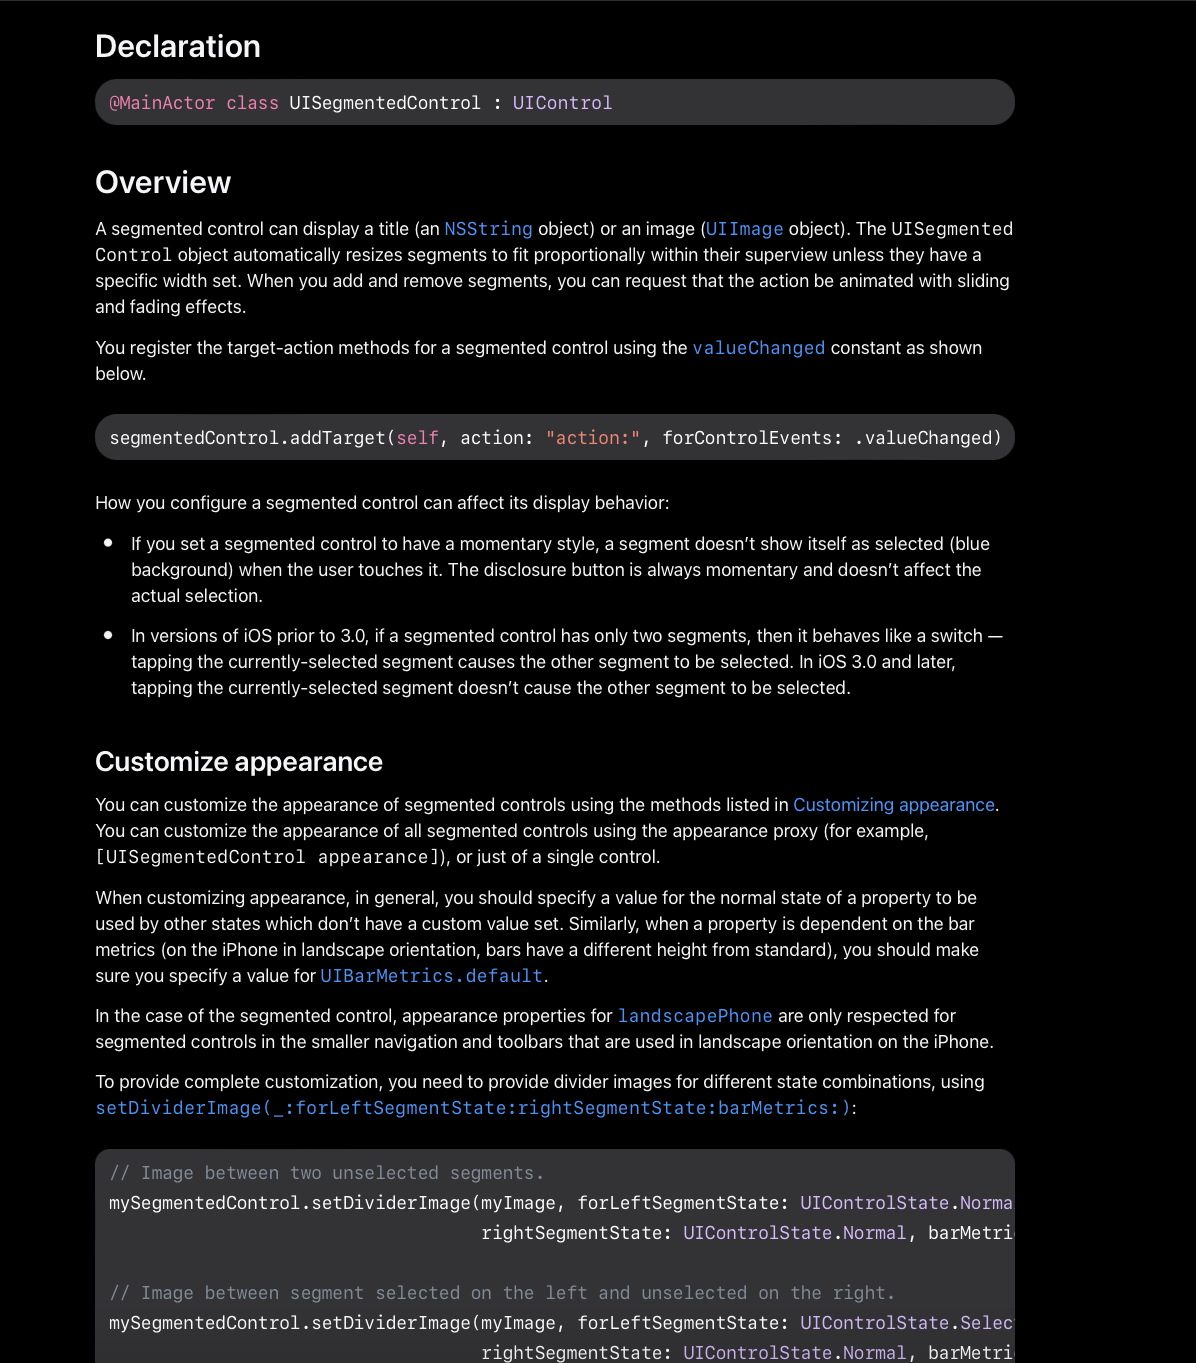 Declaration
@MainActor class UISegmentedControl : UIControl
Overview
A segmented control can display a title (an NSString object) or an image (UIImage object). The UISegmented
Control object automatically resizes segments to fit proportionally within their superview unless they have a
specific width set. When you add and remove segments, you can request that the action be animated with sliding
and fading effects.
You register the target-action methods for a segmented control using the valueChanged constant as shown
below.
segmentedControl.addTarget(self, action: "action:", forControlEvents: .valueChanged)
How you configure a segmented control can affect its display behavior:
• If you set a segmented control to have a momentary style, a segment doesn’t show itself as selected (blue
background) when the user touches it. The disclosure button is always momentary and doesn’t affect the
actual selection.
• In versions of iOS prior to 3.0, if a segmented control has only two segments, then it behaves like a switch —
tapping the currently-selected segment causes the other segment to be selected. In iOS 3.0 and later,
tapping the currently-selected segment doesn’t cause the other segment to be selected.
Customize appearance
You can customize the appearance of segmented controls using the methods listed in Customizing appearance.
You can customize the appearance of all segmented controls using the appearance proxy (for example,
[UISegmentedControl appearance]), or just of a single control.
When customizing appearance, in general, you should specify a value for the normal state of a property to be
used by other states which don’t have a custom value set. Similarly, when a property is dependent on the bar
metrics (on the iPhone in landscape orientation, bars have a different height from standard), you should make
sure you specify a value for UIBarMetrics.default.
In the case of the segmented control, appearance properties for landscapePhone are only respected for
segmented controls in the smaller navigation and toolbars that are used in landscape orientation on the iPhone.
To provide complete customization, you need to provide divider images for different state combinations, using
setDividerImage(_:forLeftSegmentState:rightSegmentState:barMetrics:):
// Image between two unselected segments.
mySegmentedControl.setDividerImage(myImage, forLeftSegmentState: UIControlState.Norma
rightSegmentState: UIControlState.Normal, barMetri
// Image between segment selected on the left and unselected on the right.
mySegmentedControl.setDividerImage(myImage, forLeftSegmentState: UIControlState.Selec
rightSegmentState: UIControlState.Normal, barMetri